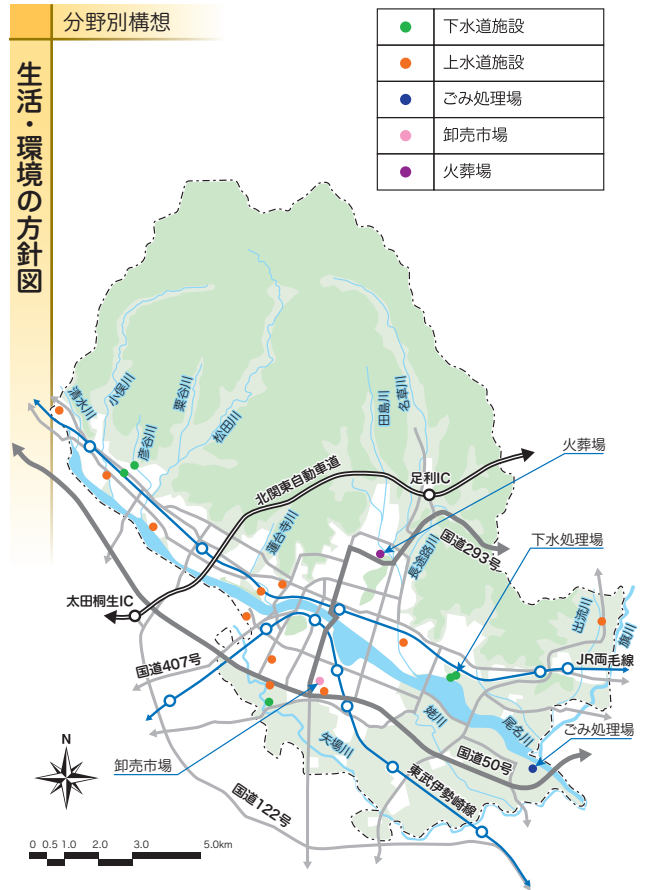 分野別構想
生活・環境の方針図
下水道施設
上水道施設
ごみ処理場
卸売市場
火葬場
清水川
小俣川
粟谷川
彦谷川
松田川
田島川
名草川
火葬場
北関東自動車道
足利IC
蓮台寺川
長途路川
国道293号
下水処理場
太田桐生IC
出流川
旗川
国道407号
JR両毛線
姥川
尾名川
ごみ処理場
矢場川
国道50号
卸売市場
東武伊勢崎線
国道122号
N
0 0.5 1.0 2.0 3.0 5.0km